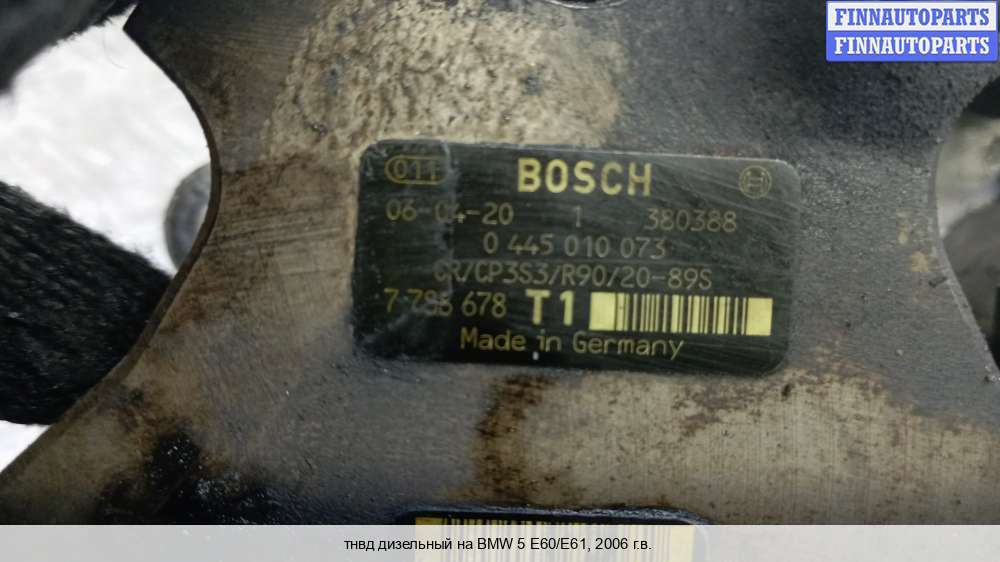 FINNAUTOPARTS
FINNAUTOPARTS
011 BOSCH
06-04-20 1 380388
0 445 010 073
CR/CP3S3/R90/20-89S
7 788 678 T1
Made in Germany
тнвд дизельный на BMW 5 E60/E61, 2006 г.в.